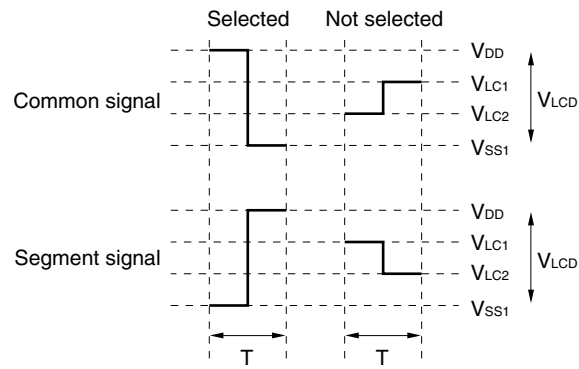 Selected Not selected
VDD
VLC1
Common signal VLCD
VLC2
VSS1
VDD
VLC1
Segment signal VLCD
VLC2
VSS1
T T